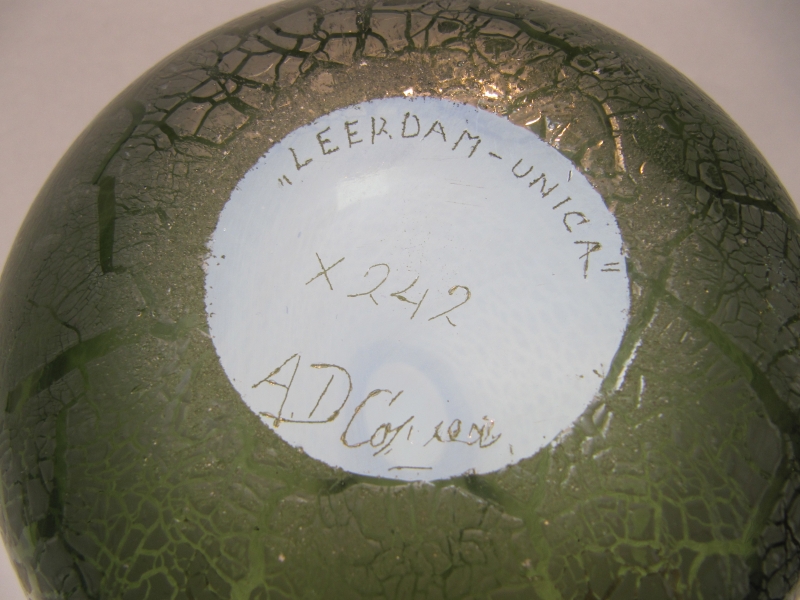 „LEERDAM-UNICA"
X 242
A.D. Copier.